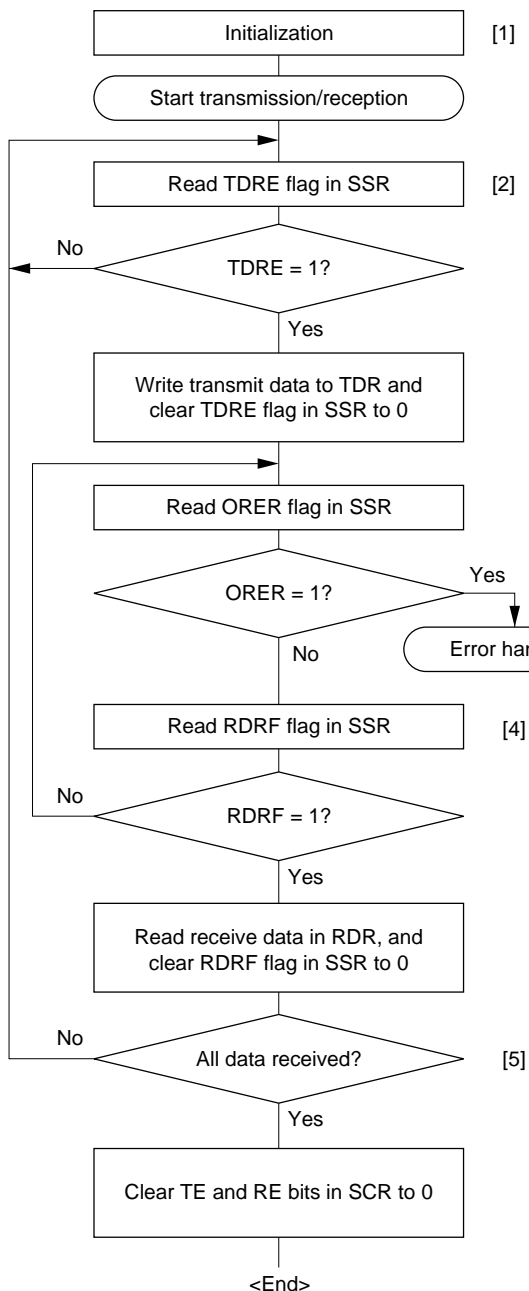 Initialization [1]
Start transmission/reception
Read TDRE flag in SSR [2]
No
TDRE = 1?
Yes
Write transmit data to TDR and
clear TDRE flag in SSR to 0
Read ORER flag in SSR
ORER = 1?
Yes
No
Error
Read RDRF flag in SSR [4]
No
RDRF = 1?
Yes
Read receive data in RDR, and
clear RDRF flag in SSR to 0
No
All data received? [5]
Yes
Clear TE and RE bits in SCR to 0
<End>